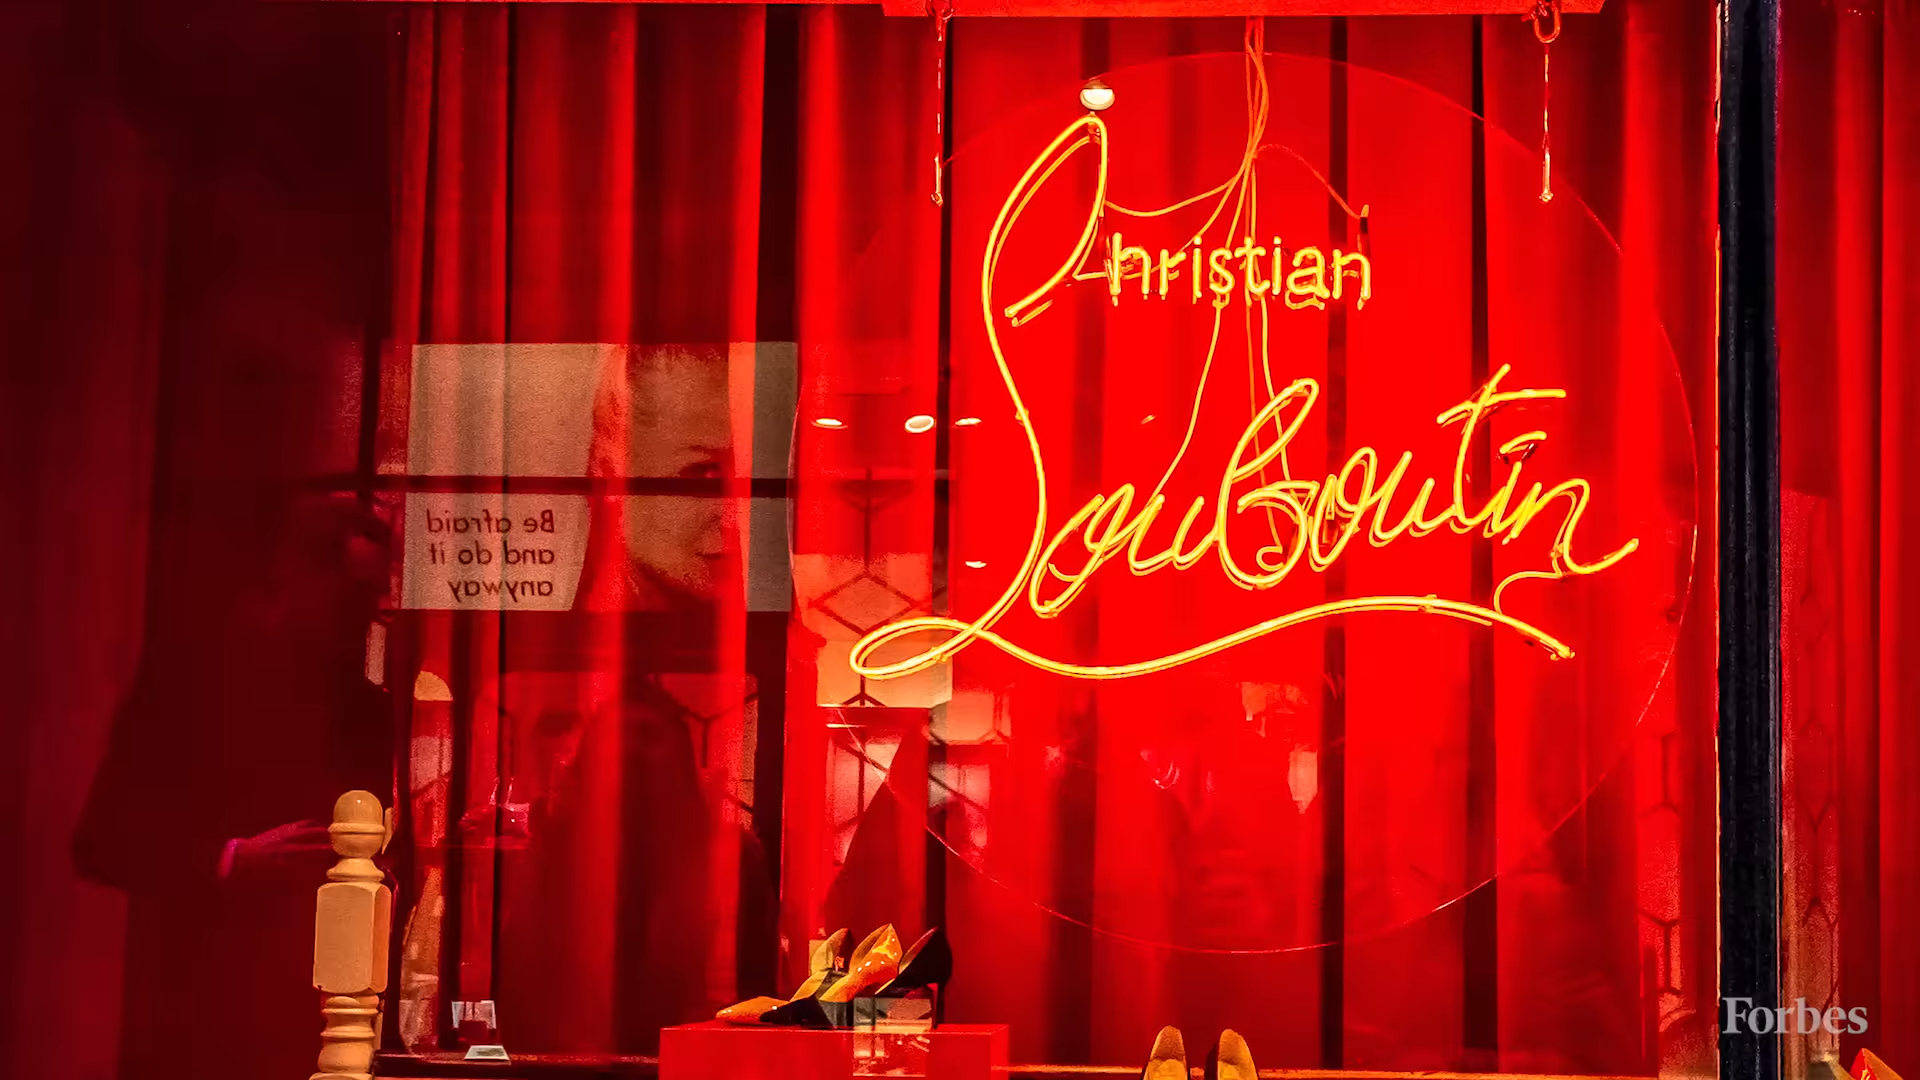 Christian
Louboutin
Be afraid
and do it
anyway
Forbes